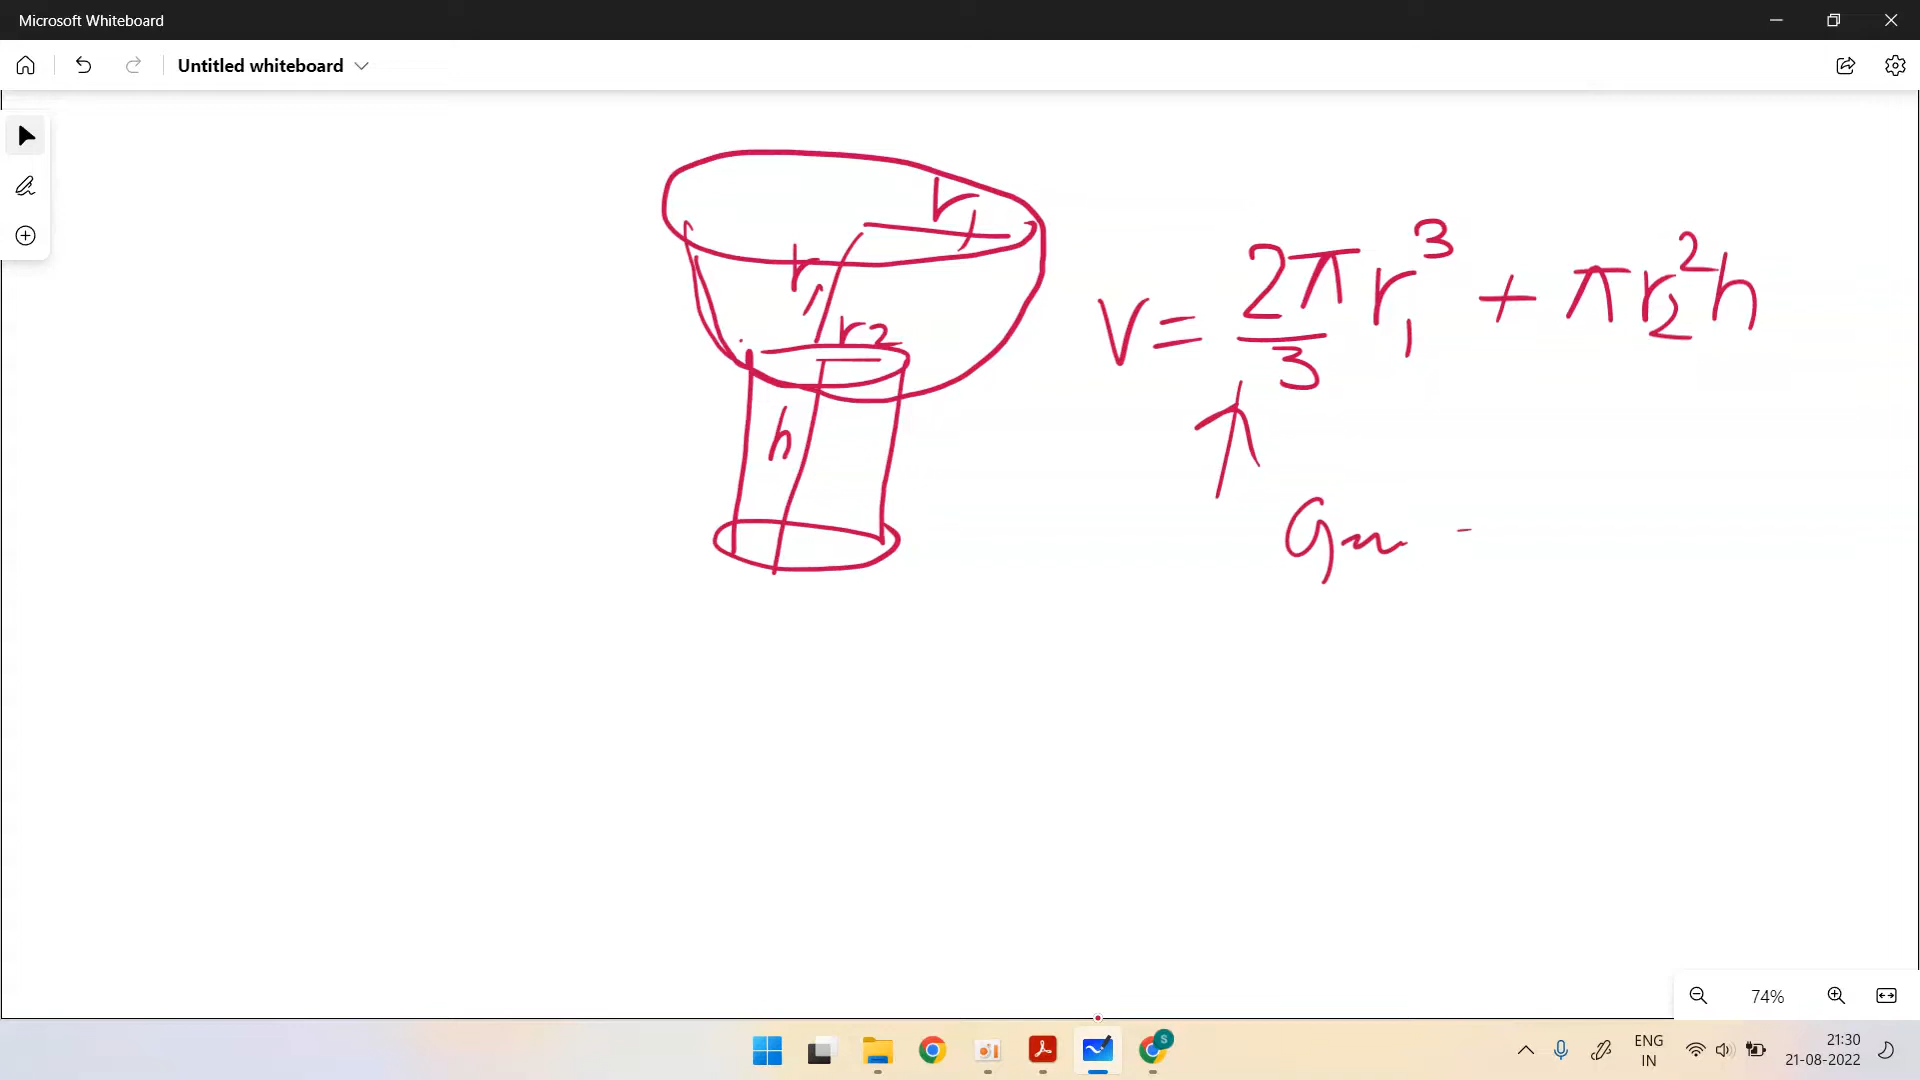 Microsoft Whiteboard
Untitled whiteboard
r1
r1
r2
h
V = 2πr₁³/3 + πr₂²h
74%
S
ENG
IN
21:30
21-08-2022